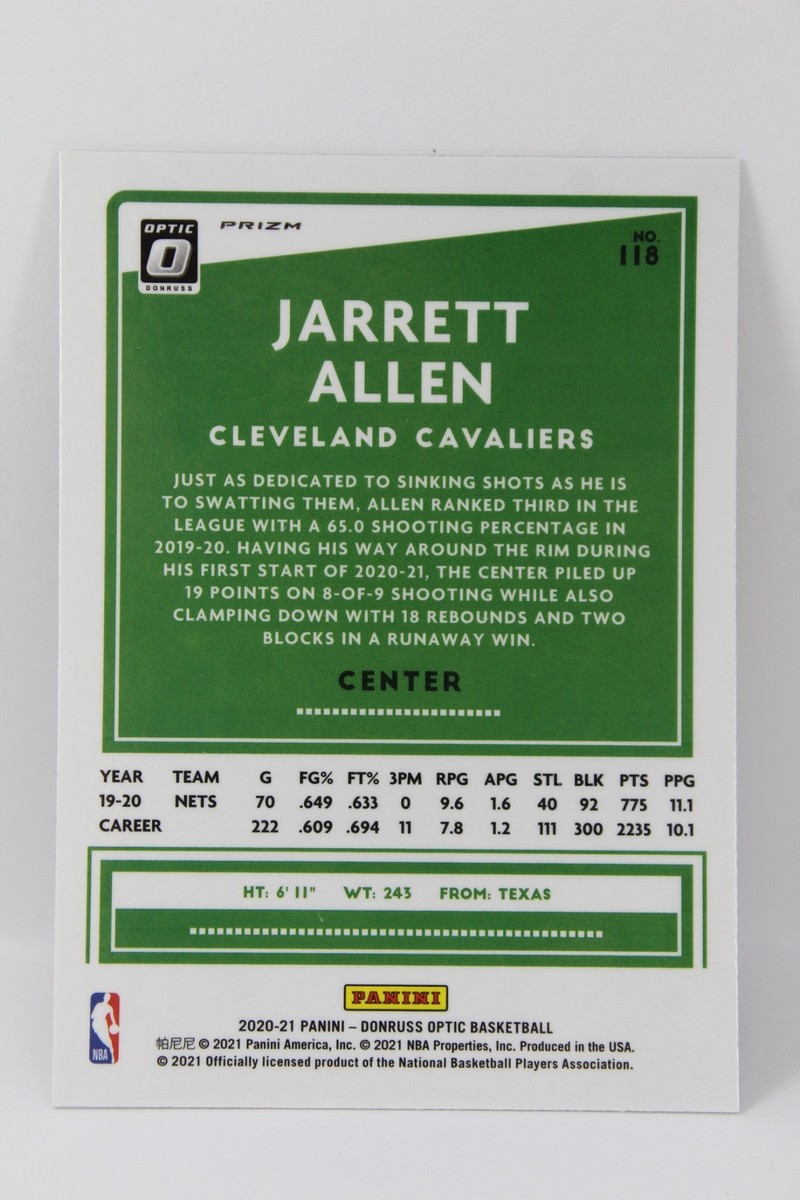 OPTIC
DONRUSS
PRIZM
NO.
118
JARRETT
ALLEN
CLEVELAND CAVALIERS
JUST AS DEDICATED TO SINKING SHOTS AS HE IS
TO SWATTING THEM, ALLEN RANKED THIRD IN THE
LEAGUE WITH A 65.0 SHOOTING PERCENTAGE IN
2019-20. HAVING HIS WAY AROUND THE RIM DURING
HIS FIRST START OF 2020-21, THE CENTER PILED UP
19 POINTS ON 8-OF-9 SHOOTING WHILE ALSO
CLAMPING DOWN WITH 18 REBOUNDS AND TWO
BLOCKS IN A RUNAWAY WIN.
CENTER
YEAR TEAM G FG% FT% 3PM RPG APG STL BLK PTS PPG
19-20 NETS 70 .649 .633 0 9.6 1.6 40 92 775 11.1
CAREER 222 .609 .694 11 7.8 1.2 111 300 2235 10.1
HT: 6' 11" WT: 243 FROM: TEXAS
PANINI
NBA
2020-21 PANINI – DONRUSS OPTIC BASKETBALL
帕尼尼 © 2021 Panini America, Inc. © 2021 NBA Properties, Inc. Produced in the USA.
© 2021 Officially licensed product of the National Basketball Players Association.